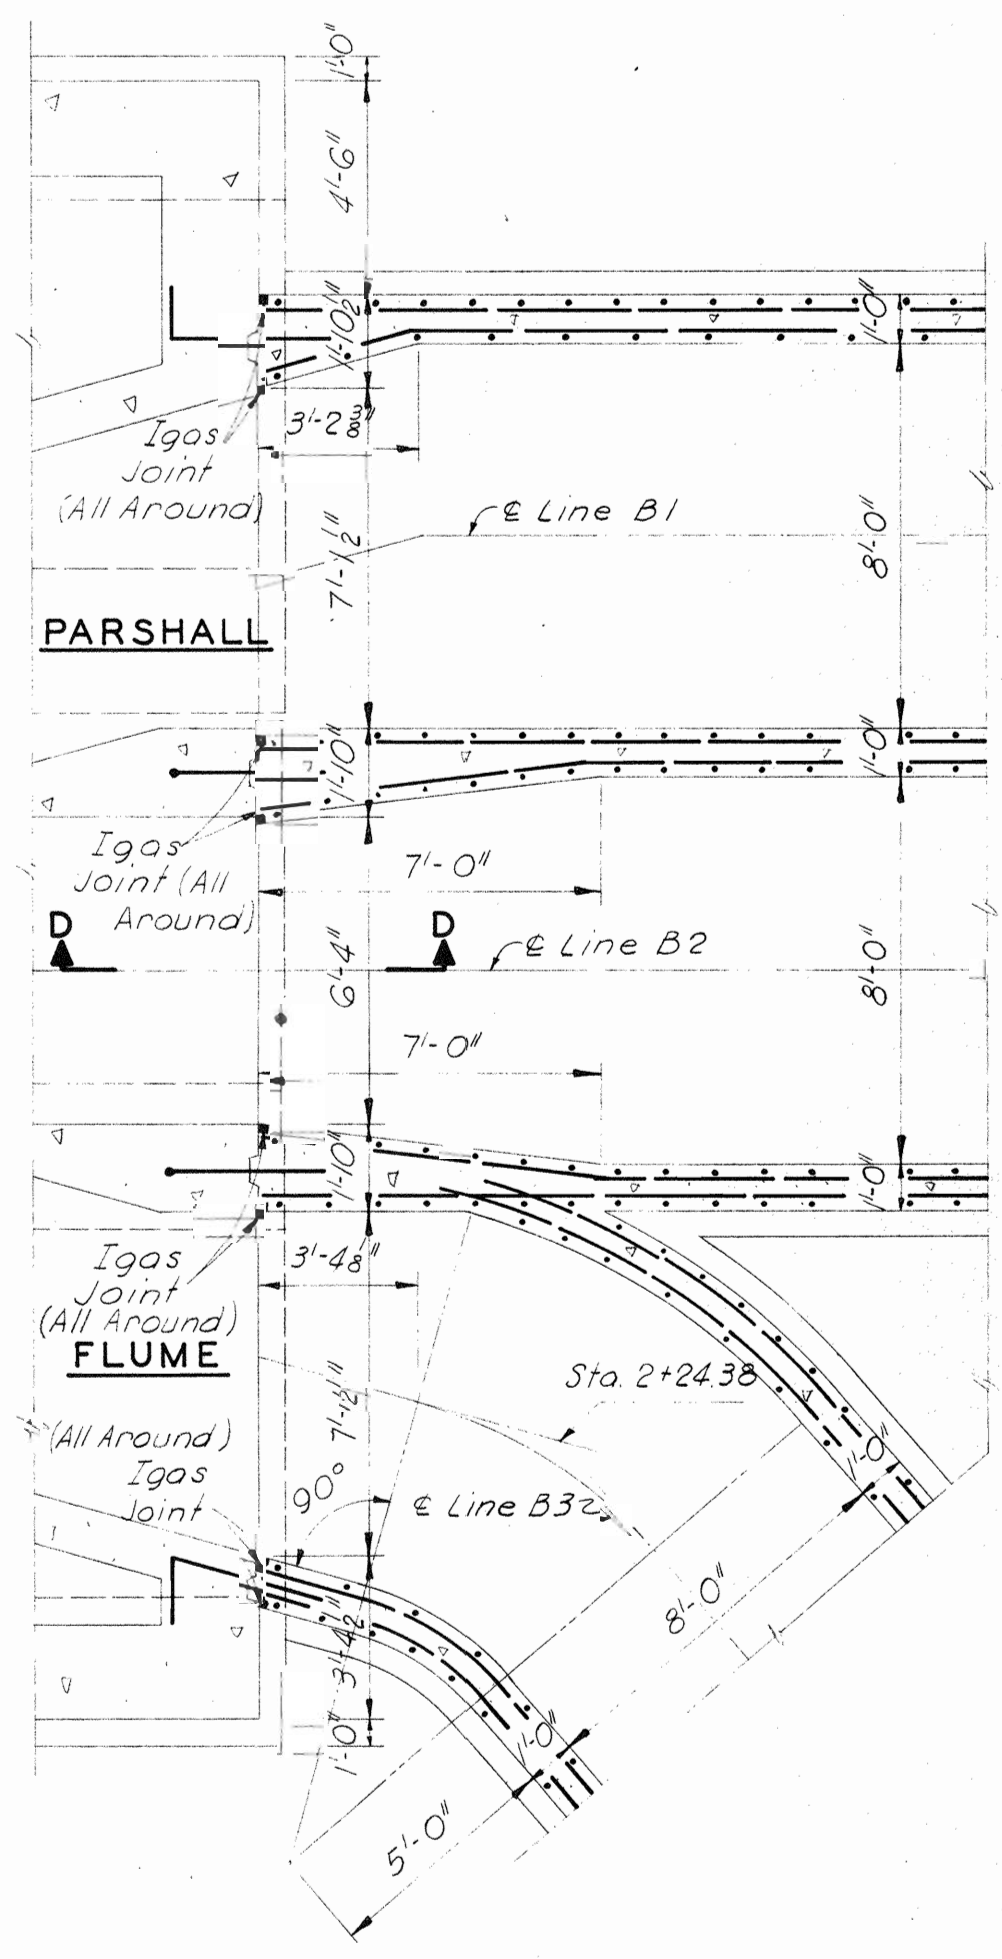 1'-0"
4'-6"
1'-10½"
1'-0"
3'-2⅜"
Igas
Joint
(All Around)
℄ Line B1
7'-1½"
8'-0"
PARSHALL
1'-10"
1'-0"
Igas
Joint (All
Around)
7'-0"
D
D
℄ Line B2
6'-4"
8'-0"
7'-0"
1'-10"
1'-0"
Igas
Joint
(All Around)
3'-4⅛"
FLUME
Sta. 2+24.38
7'-1½"
(All Around)
Igas
Joint
90°
℄ Line B32
1'-0"
8'-0"
3'-4½"
1'-0"
1'-0"
5'-0"